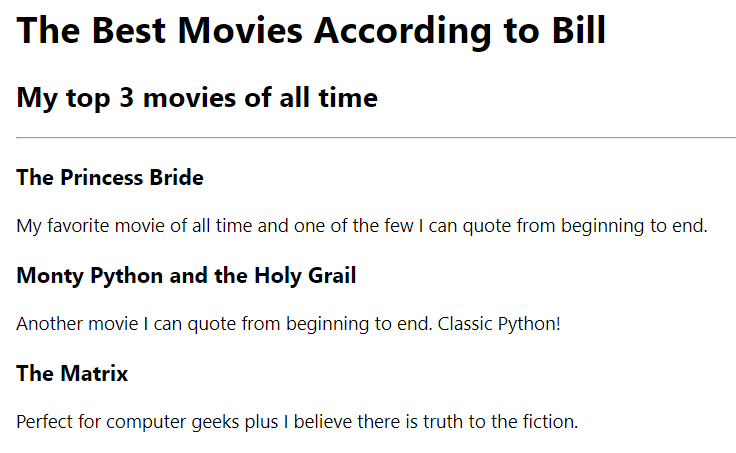 The Best Movies According to Bill
My top 3 movies of all time
The Princess Bride
My favorite movie of all time and one of the few I can quote from beginning to end.
Monty Python and the Holy Grail
Another movie I can quote from beginning to end. Classic Python!
The Matrix
Perfect for computer geeks plus I believe there is truth to the fiction.